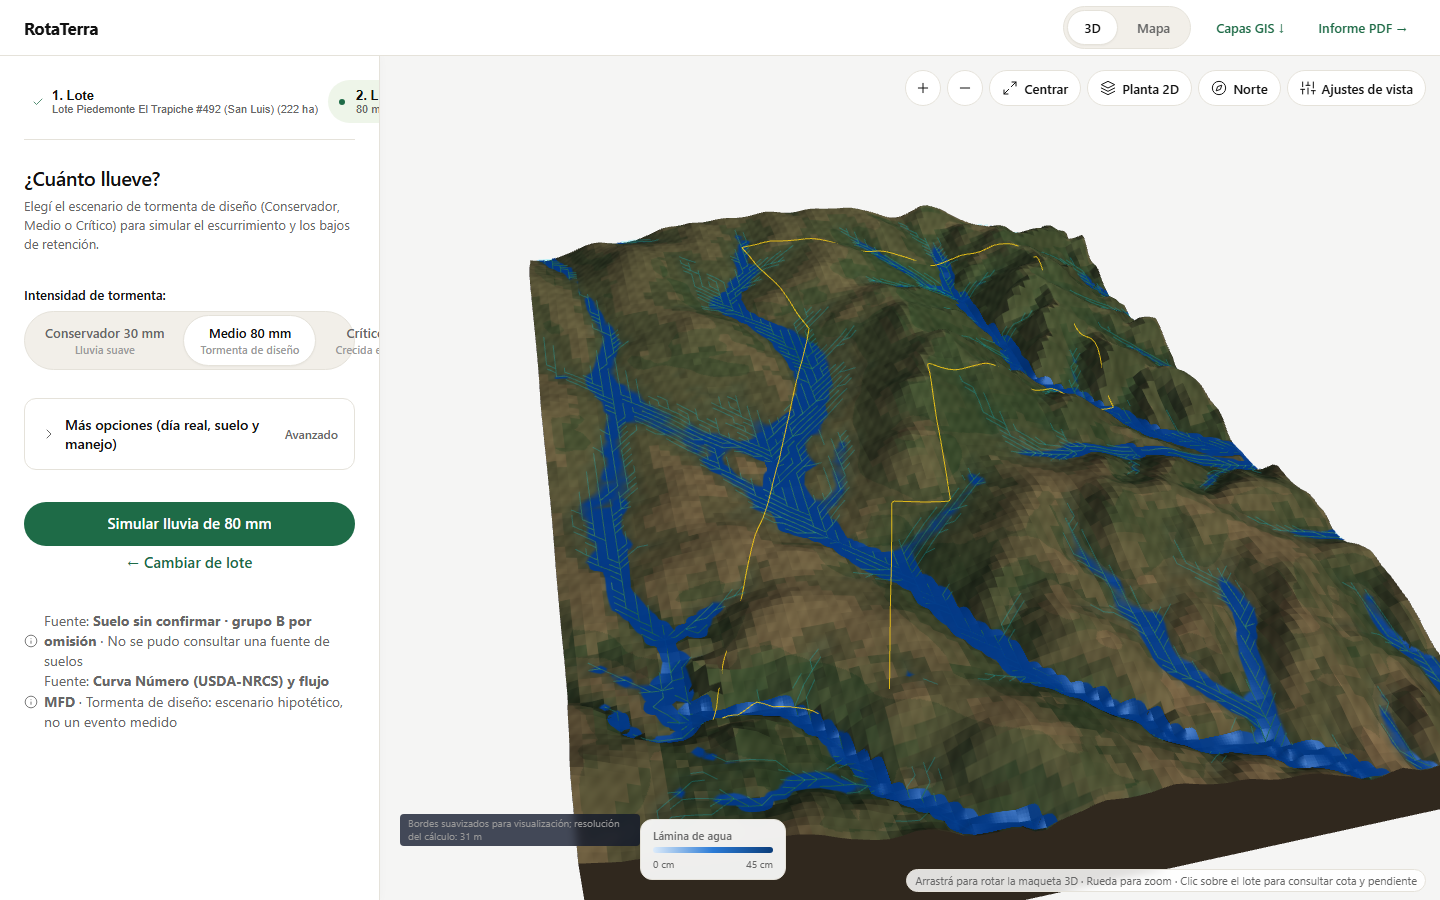 RotaTerra
3D
Mapa
Capas GIS ↓
Informe PDF →
1. Lote
Lote Piedemonte El Trapiche #492 (San Luis) (222 ha)
2. L
80 m
+
−
Centrar
Planta 2D
Norte
Ajustes de vista
¿Cuánto llueve?
Elegí el escenario de tormenta de diseño (Conservador,
Medio o Crítico) para simular el escurrimiento y los bajos
de retención.
Intensidad de tormenta:
Conservador 30 mm
Lluvia suave
Medio 80 mm
Tormenta de diseño
Crític
Crecida e
Más opciones (día real, suelo y
manejo)
Avanzado
Simular lluvia de 80 mm
← Cambiar de lote
Fuente: Suelo sin confirmar · grupo B por
omisión · No se pudo consultar una fuente de
suelos
Fuente: Curva Número (USDA-NRCS) y flujo
MFD · Tormenta de diseño: escenario hipotético,
no un evento medido
Bordes suavizados para visualización; resolución
del cálculo: 31 m
Lámina de agua
0 cm
45 cm
Arrastrá para rotar la maqueta 3D · Rueda para zoom · Clic sobre el lote para consultar cota y pendiente